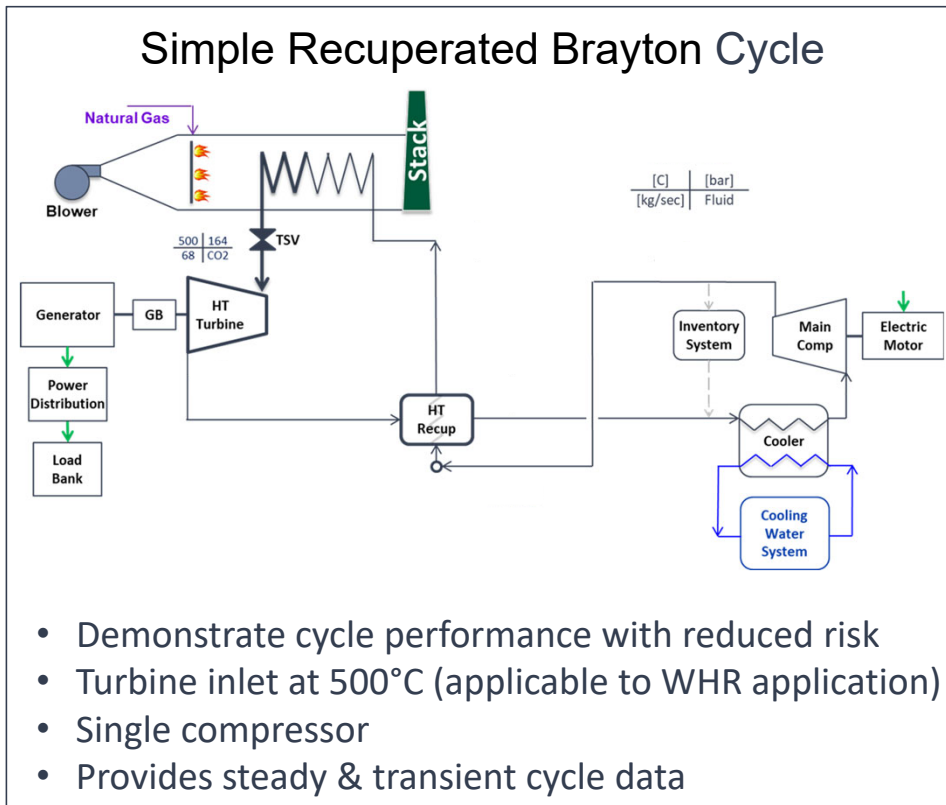 Simple Recuperated Brayton Cycle
Natural Gas
Stack
Blower
[C] [bar]
[kg/sec] Fluid
500 164
68 CO2
TSV
HT
Turbine
GB
Generator
Power
Distribution
Load
Bank
HT
Recup
Inventory
System
Main
Comp
Electric
Motor
Cooler
Cooling
Water
System
• Demonstrate cycle performance with reduced risk
• Turbine inlet at 500°C (applicable to WHR application)
• Single compressor
• Provides steady & transient cycle data